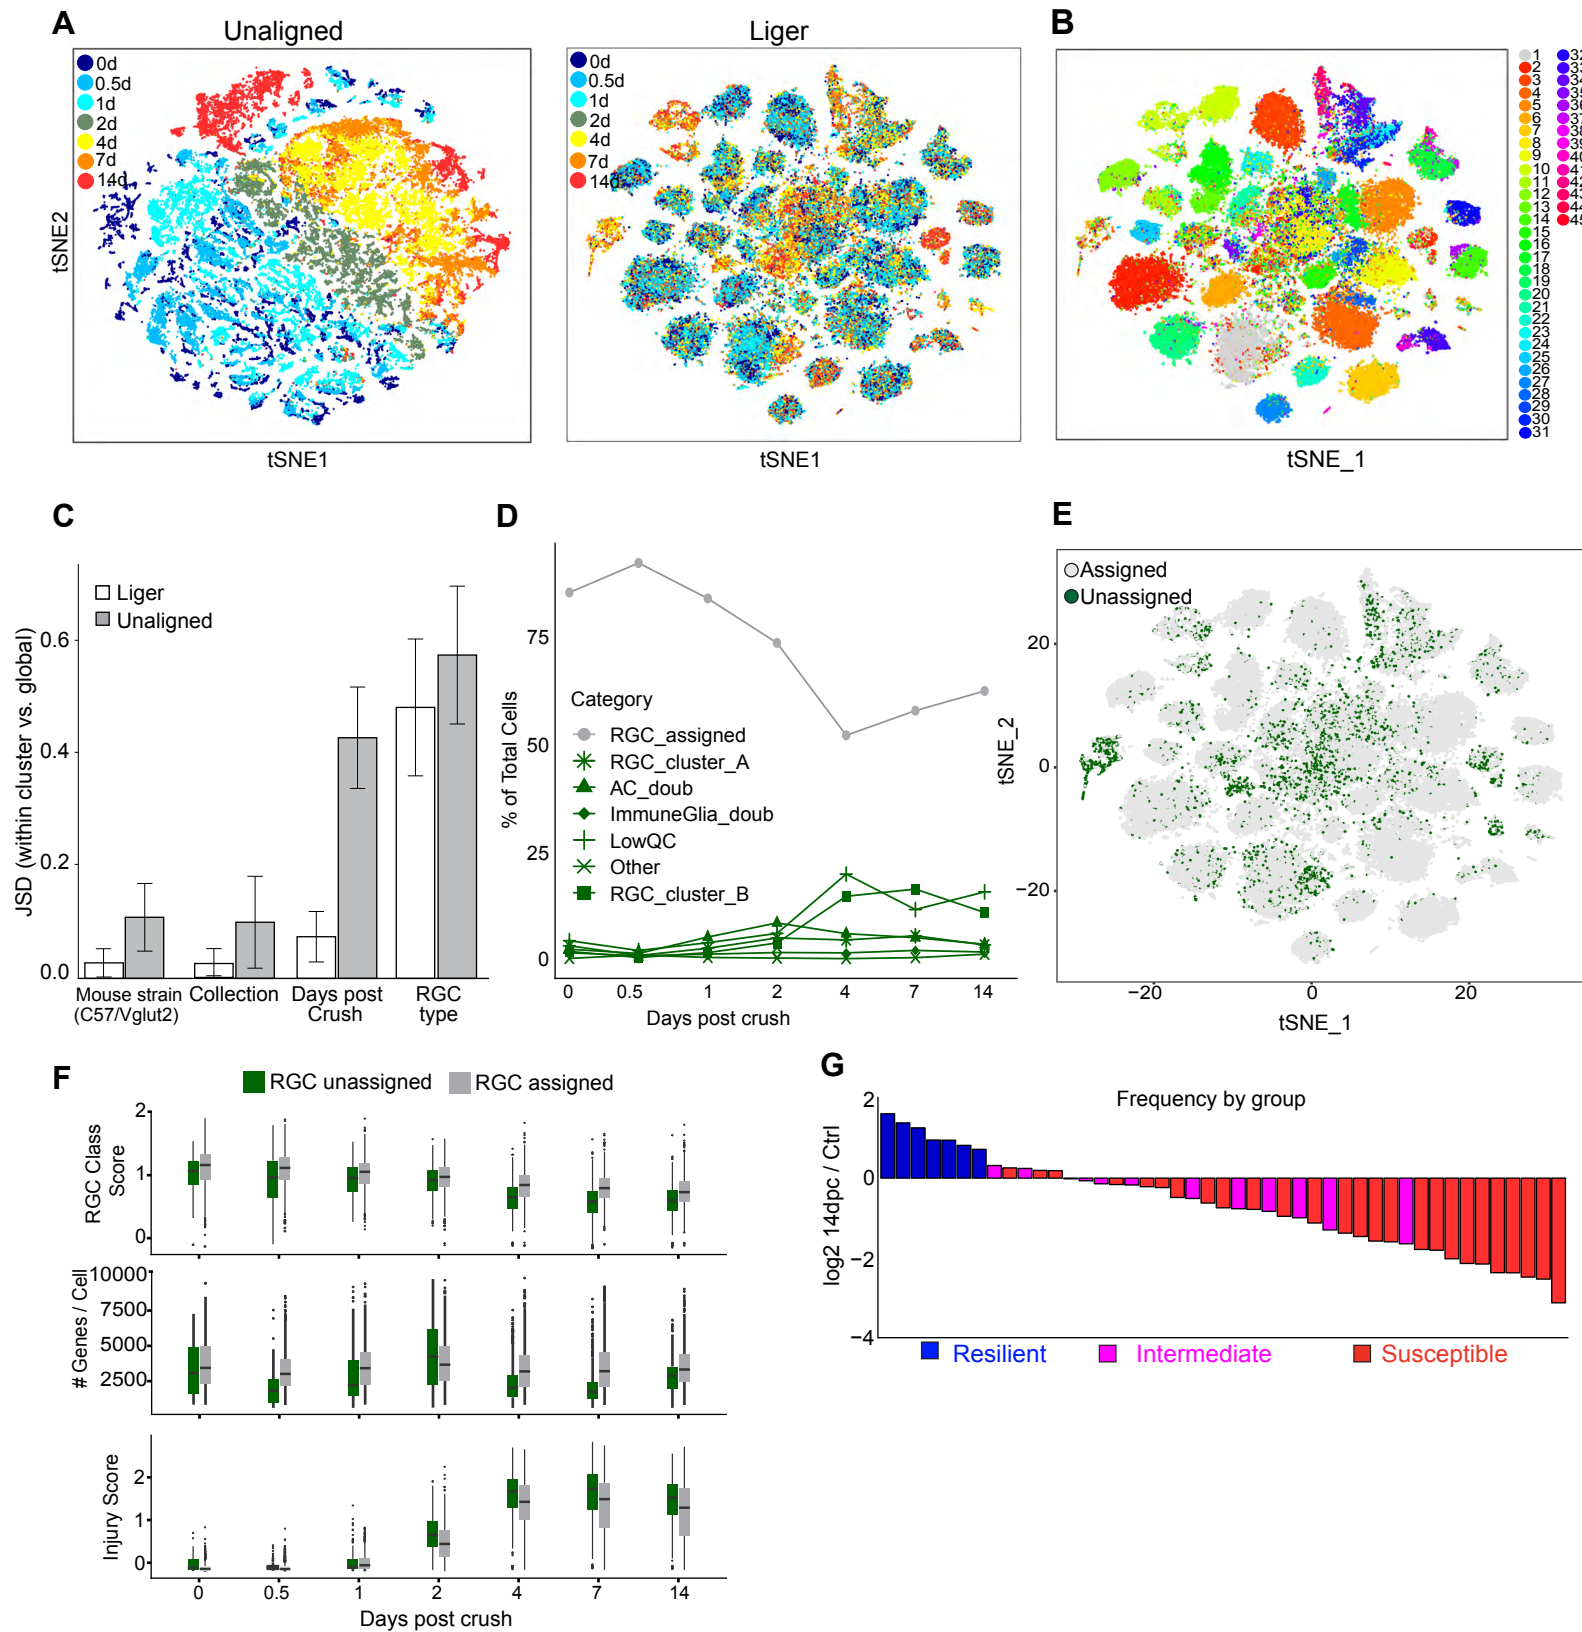 A
Unaligned
0d
0.5d
1d
2d
4d
7d
14d
tSNE2
tSNE1
Liger
0d
0.5d
1d
2d
4d
7d
14d
tSNE1
B
1
2
3
4
5
6
7
8
9
10
11
12
13
14
15
16
17
18
19
20
21
22
23
24
25
26
27
28
29
30
31
tSNE_1
C
JSD (within cluster vs. global)
0.6
0.4
0.2
0.0
Liger
Unaligned
Mouse strain
(C57/Vglut2)
Collection
Days post
Crush
RGC
type
D
% of Total Cells
75
50
25
0
Category
RGC_assigned
RGC_cluster_A
AC_doub
ImmuneGlia_doub
LowQC
Other
RGC_cluster_B
0 0.5 1 2 4 7 14
Days post crush
E
Assigned
Unassigned
tSNE_2
20
0
−20
−20 0 20
tSNE_1
F
RGC unassigned
RGC assigned
RGC Class
Score
2
1
0
# Genes / Cell
10000
7500
5000
2500
Injury Score
2
1
0
0 0.5 1 2 4 7 14
Days post crush
G
Frequency by group
log2 14dpc / Ctrl
2
0
−2
−4
Resilient
Intermediate
Susceptible